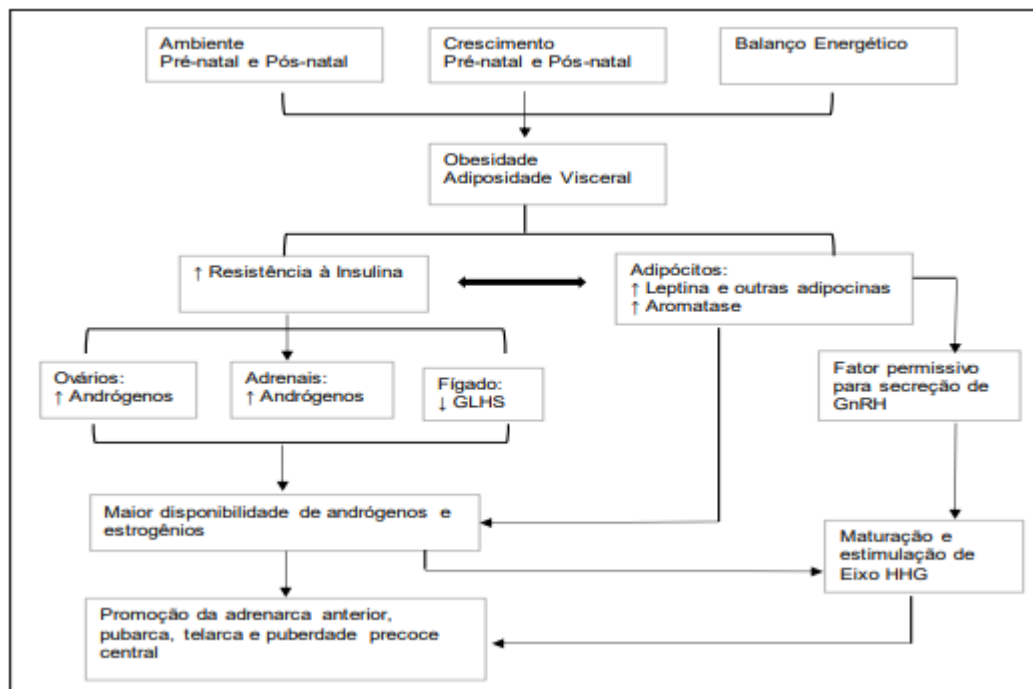 Ambiente
Pré-natal e Pós-natal
Crescimento
Pré-natal e Pós-natal
Balanço Energético
Obesidade
Adiposidade Visceral
↑ Resistência à Insulina
Adipócitos:
↑ Leptina e outras adipocinas
↑ Aromatase
Ovários:
↑ Andrógenos
Adrenais:
↑ Andrógenos
Fígado:
↓ GLHS
Fator permissivo
para secreção de
GnRH
Maior disponibilidade de andrógenos e
estrogênios
Maturação e
estimulação de
Eixo HHG
Promoção da adrenarca anterior,
pubarca, telarca e puberdade precoce
central